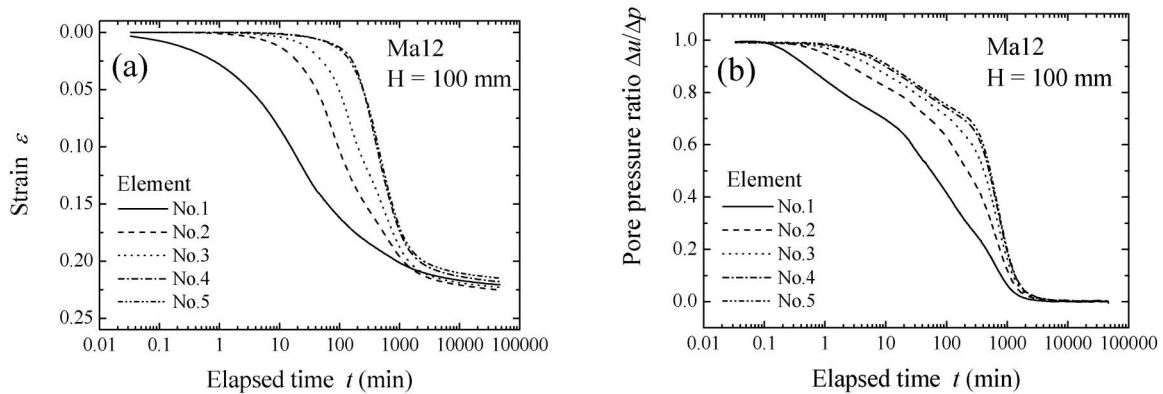 0.00
0.05
0.10
0.15
0.20
0.25
Strain ε
(a)
Ma12
H = 100 mm
Element
No.1
No.2
No.3
No.4
No.5
0.01 0.1 1 10 100 1000 10000 100000
Elapsed time t (min)
1.0
0.8
0.6
0.4
0.2
0.0
Pore pressure ratio Δu/Δp
(b)
Ma12
H = 100 mm
Element
No.1
No.2
No.3
No.4
No.5
0.01 0.1 1 10 100 1000 10000 100000
Elapsed time t (min)